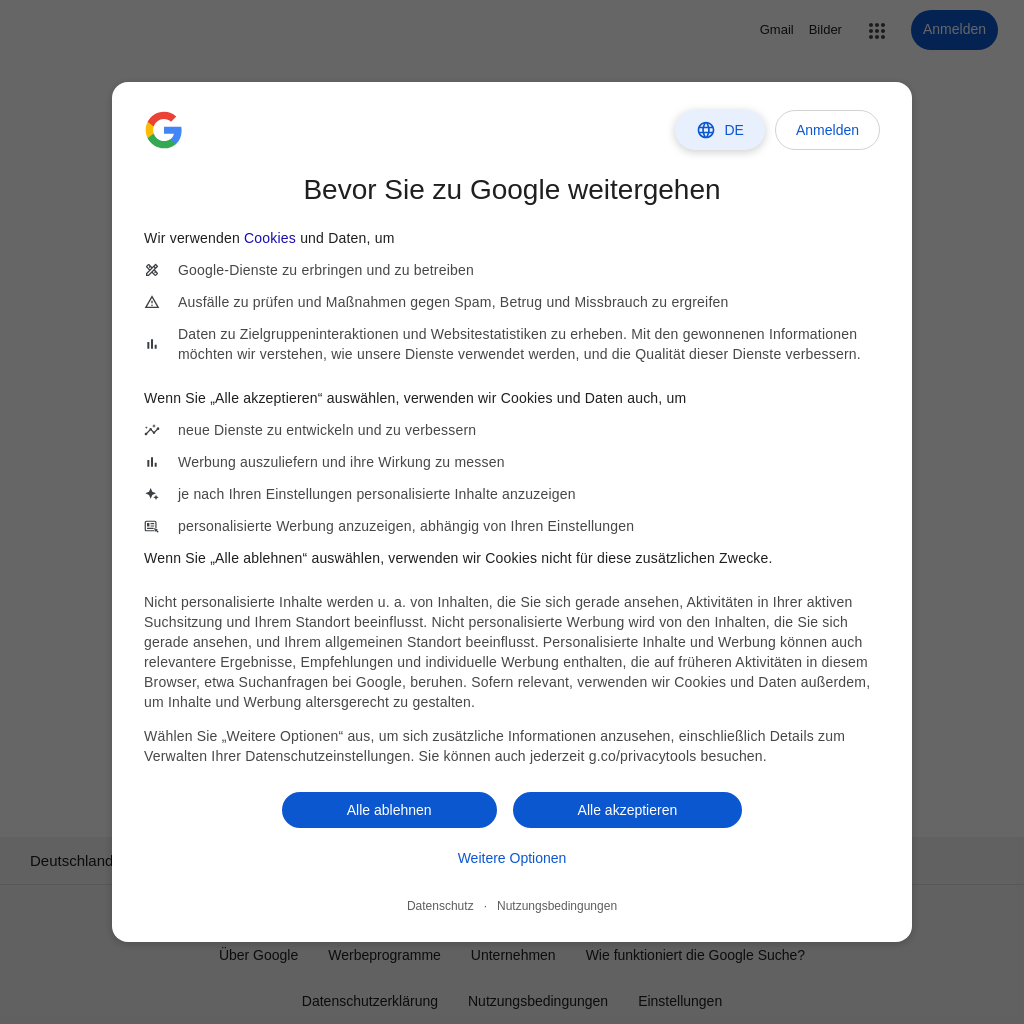 Gmail Bilder Anmelden
DE Anmelden
Bevor Sie zu Google weitergehen
Wir verwenden Cookies und Daten, um
Google-Dienste zu erbringen und zu betreiben
Ausfälle zu prüfen und Maßnahmen gegen Spam, Betrug und Missbrauch zu ergreifen
Daten zu Zielgruppeninteraktionen und Websitestatistiken zu erheben. Mit den gewonnenen Informationen
möchten wir verstehen, wie unsere Dienste verwendet werden, und die Qualität dieser Dienste verbessern.
Wenn Sie „Alle akzeptieren“ auswählen, verwenden wir Cookies und Daten auch, um
neue Dienste zu entwickeln und zu verbessern
Werbung auszuliefern und ihre Wirkung zu messen
je nach Ihren Einstellungen personalisierte Inhalte anzuzeigen
personalisierte Werbung anzuzeigen, abhängig von Ihren Einstellungen
Wenn Sie „Alle ablehnen“ auswählen, verwenden wir Cookies nicht für diese zusätzlichen Zwecke.
Nicht personalisierte Inhalte werden u. a. von Inhalten, die Sie sich gerade ansehen, Aktivitäten in Ihrer aktiven
Suchsitzung und Ihrem Standort beeinflusst. Nicht personalisierte Werbung wird von den Inhalten, die Sie sich
gerade ansehen, und Ihrem allgemeinen Standort beeinflusst. Personalisierte Inhalte und Werbung können auch
relevantere Ergebnisse, Empfehlungen und individuelle Werbung enthalten, die auf früheren Aktivitäten in diesem
Browser, etwa Suchanfragen bei Google, beruhen. Sofern relevant, verwenden wir Cookies und Daten außerdem,
um Inhalte und Werbung altersgerecht zu gestalten.
Wählen Sie „Weitere Optionen“ aus, um sich zusätzliche Informationen anzusehen, einschließlich Details zum
Verwalten Ihrer Datenschutzeinstellungen. Sie können auch jederzeit g.co/privacytools besuchen.
Alle ablehnen Alle akzeptieren
Weitere Optionen
Deutschland
Datenschutz · Nutzungsbedingungen
Über Google Werbeprogramme Unternehmen Wie funktioniert die Google Suche?
Datenschutzerklärung Nutzungsbedingungen Einstellungen